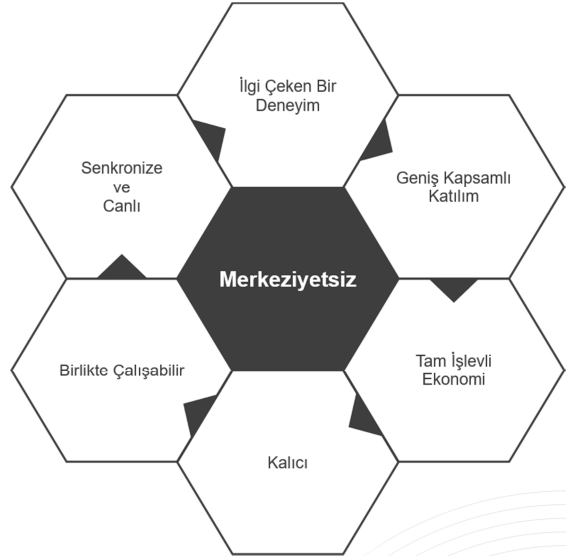 İlgi Çeken Bir
Deneyim
Senkronize
ve
Canlı
Geniş Kapsamlı
Katılım
Merkeziyetsiz
Birlikte Çalışabilir
Tam İşlevli
Ekonomi
Kalıcı